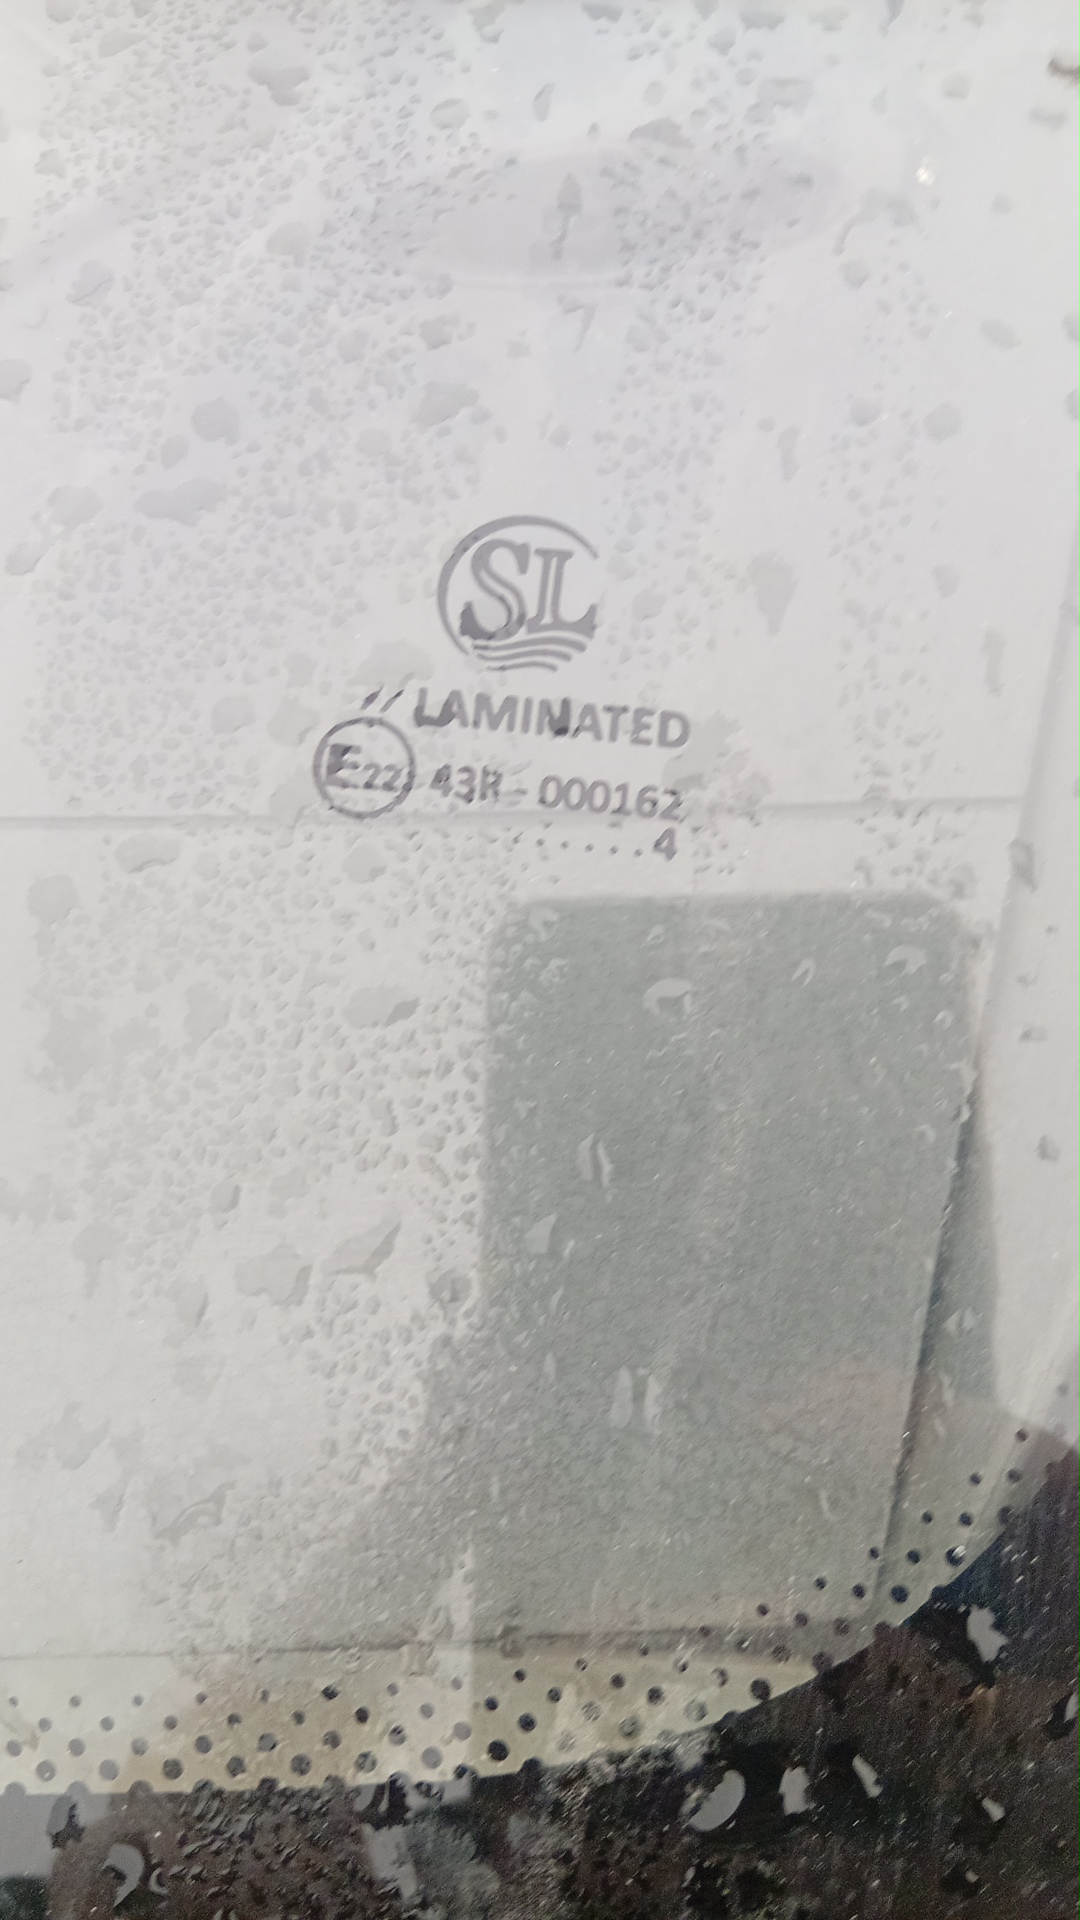 SL
// LAMINATED
E22 43R - 000162
. . . . . . 4